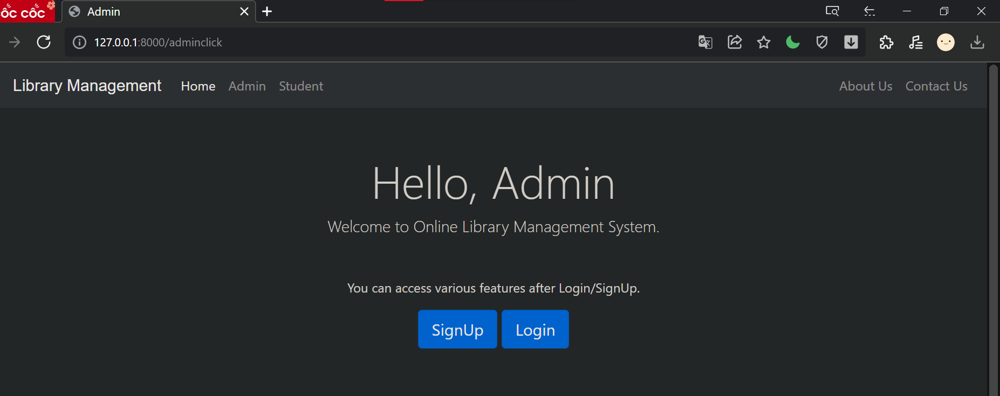 cốc cốc Admin
127.0.0.1:8000/adminclick
Library Management Home Admin Student About Us Contact Us
Hello, Admin
Welcome to Online Library Management System.
You can access various features after Login/SignUp.
SignUp Login